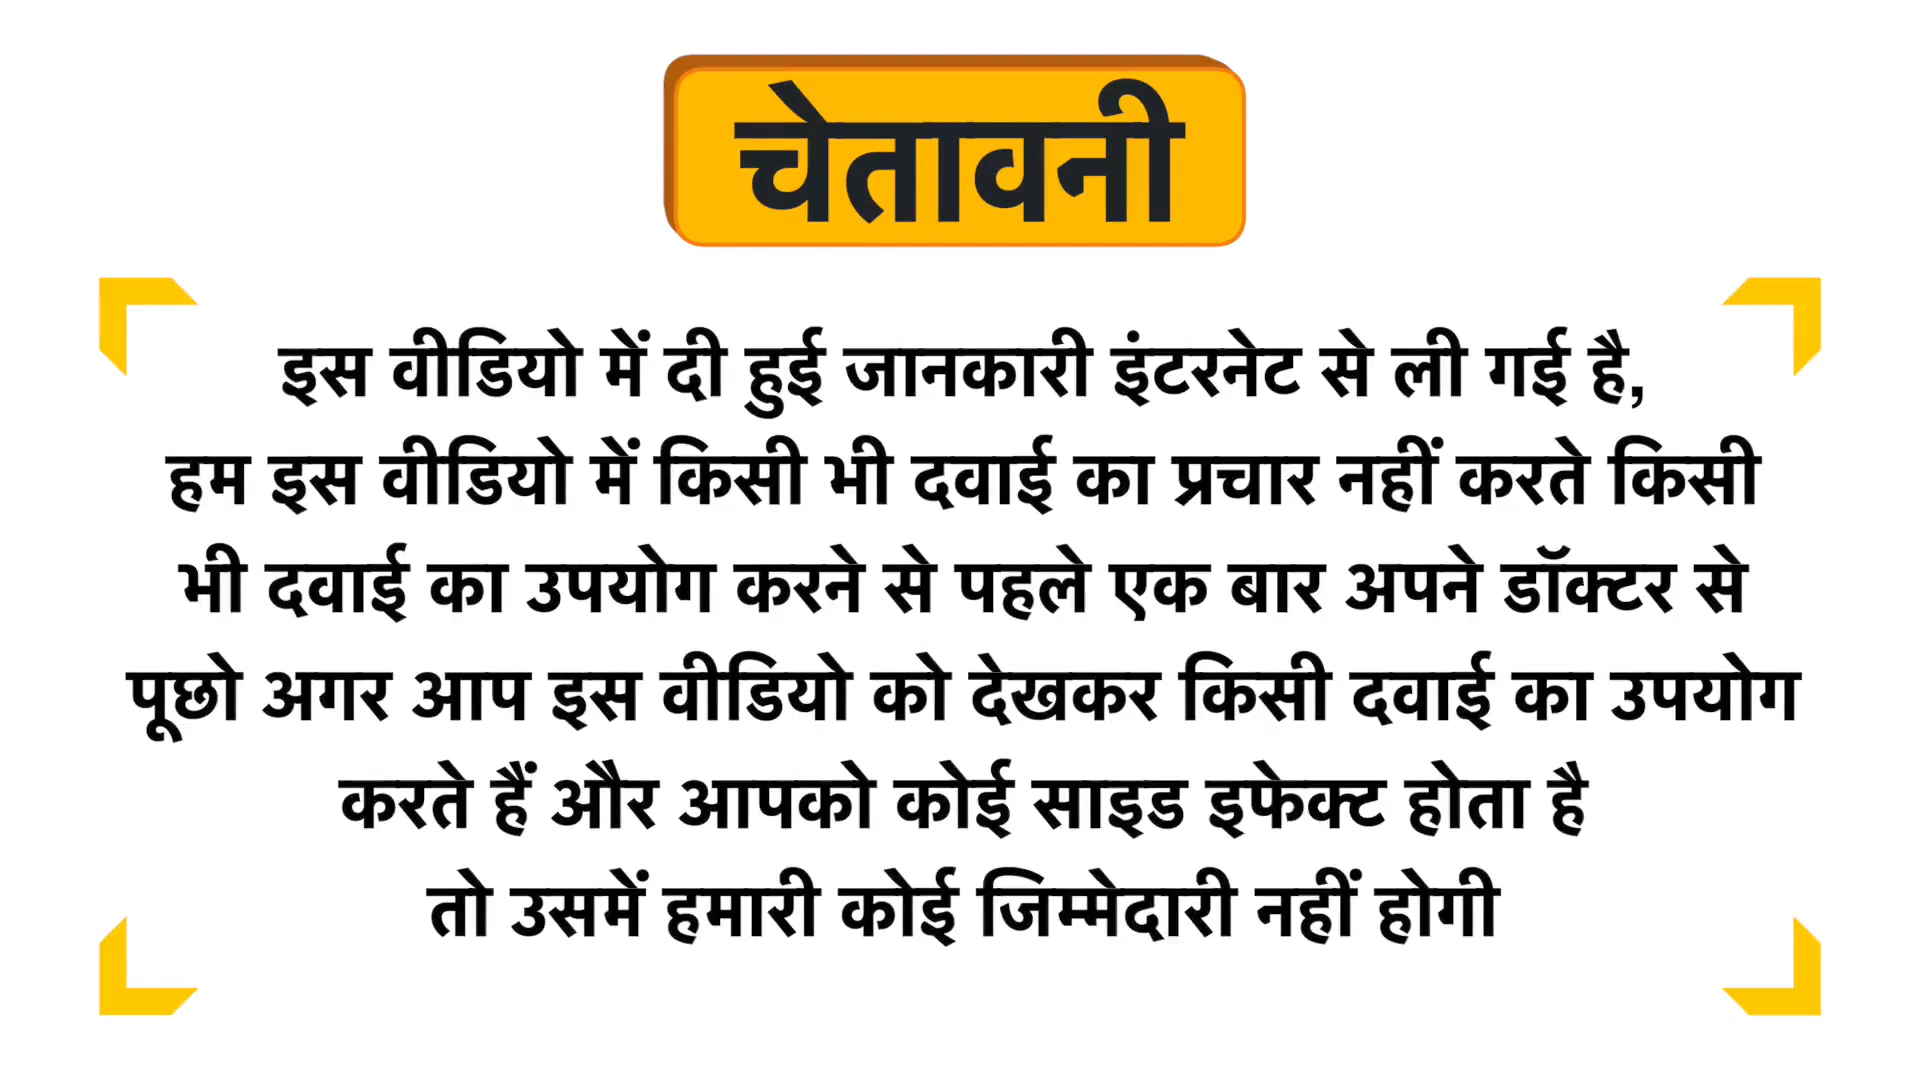 चेतावनी
इस वीडियो में दी हुई जानकारी इंटरनेट से ली गई है,
हम इस वीडियो में किसी भी दवाई का प्रचार नहीं करते किसी
भी दवाई का उपयोग करने से पहले एक बार अपने डॉक्टर से
पूछो अगर आप इस वीडियो को देखकर किसी दवाई का उपयोग
करते हैं और आपको कोई साइड इफेक्ट होता है
तो उसमें हमारी कोई जिम्मेदारी नहीं होगी